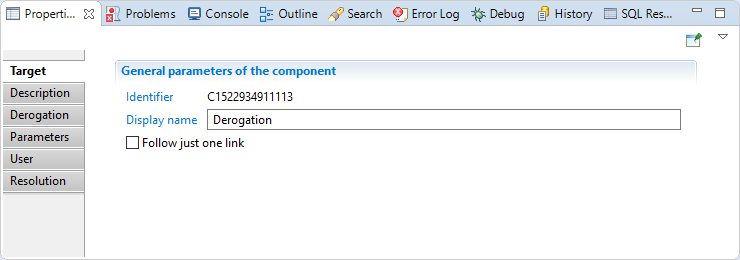 Properti... Problems Console Outline Search Error Log Debug History SQL Res...
Target
Description
Derogation
Parameters
User
Resolution
General parameters of the component
Identifier C1522934911113
Display name Derogation
Follow just one link